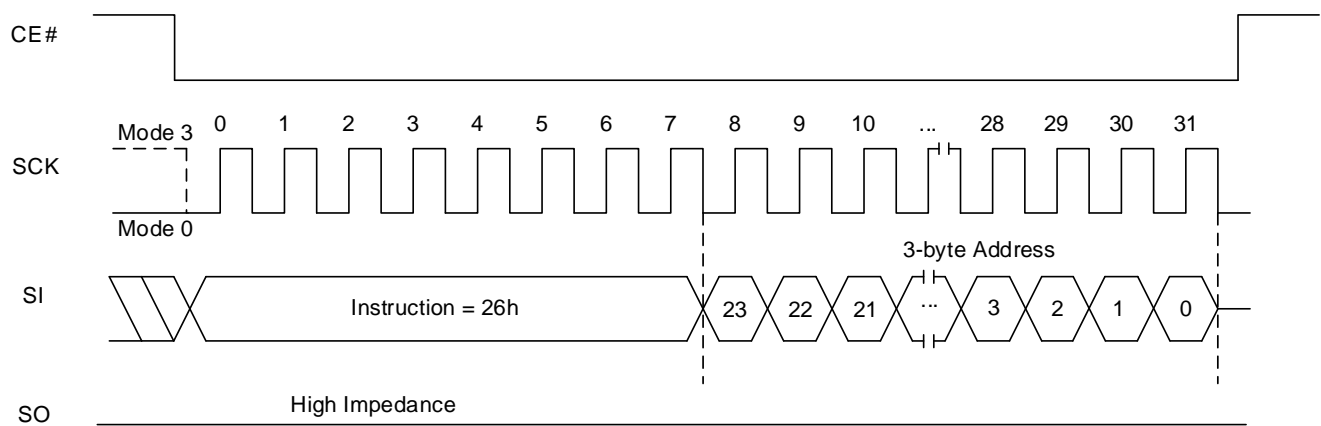 CE#
Mode 3
0 1 2 3 4 5 6 7 8 9 10 ... 28 29 30 31
SCK
Mode 0
3-byte Address
SI
Instruction = 26h
23 22 21 ... 3 2 1 0
High Impedance
SO